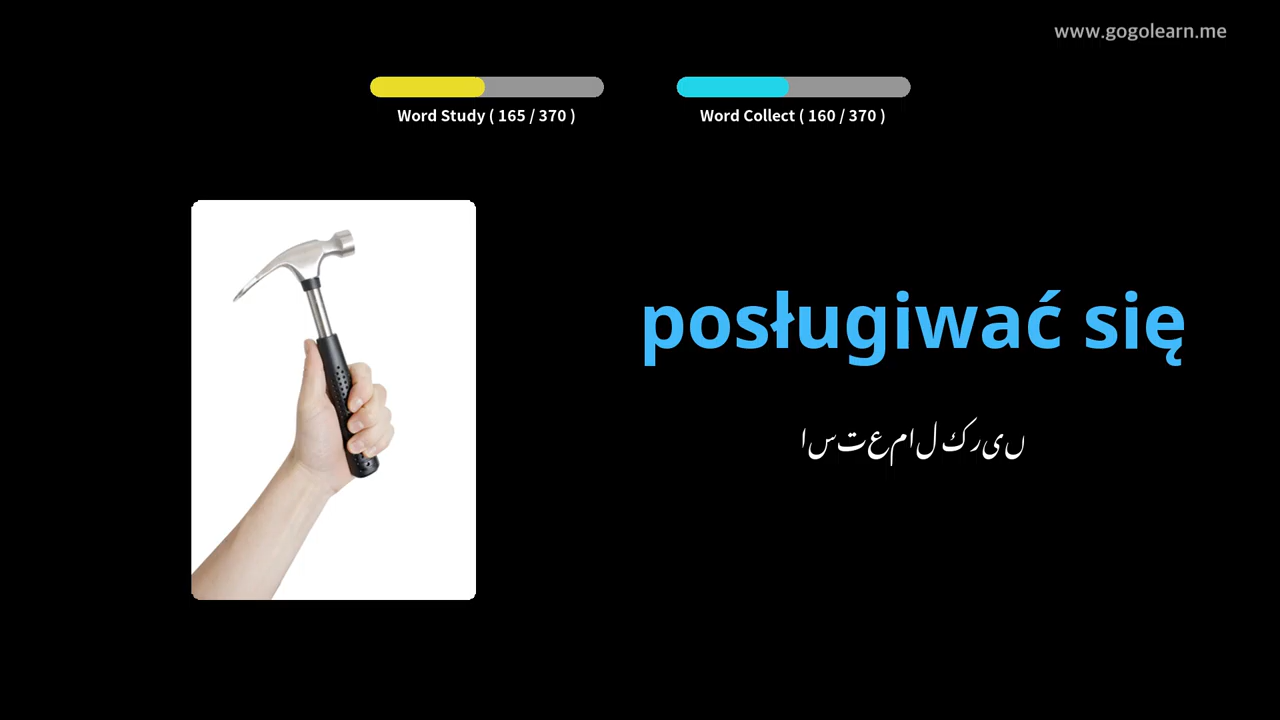 www.gogolearn.me
Word Study ( 165 / 370 )
Word Collect ( 160 / 370 )
posługiwać się
استعمال کریں